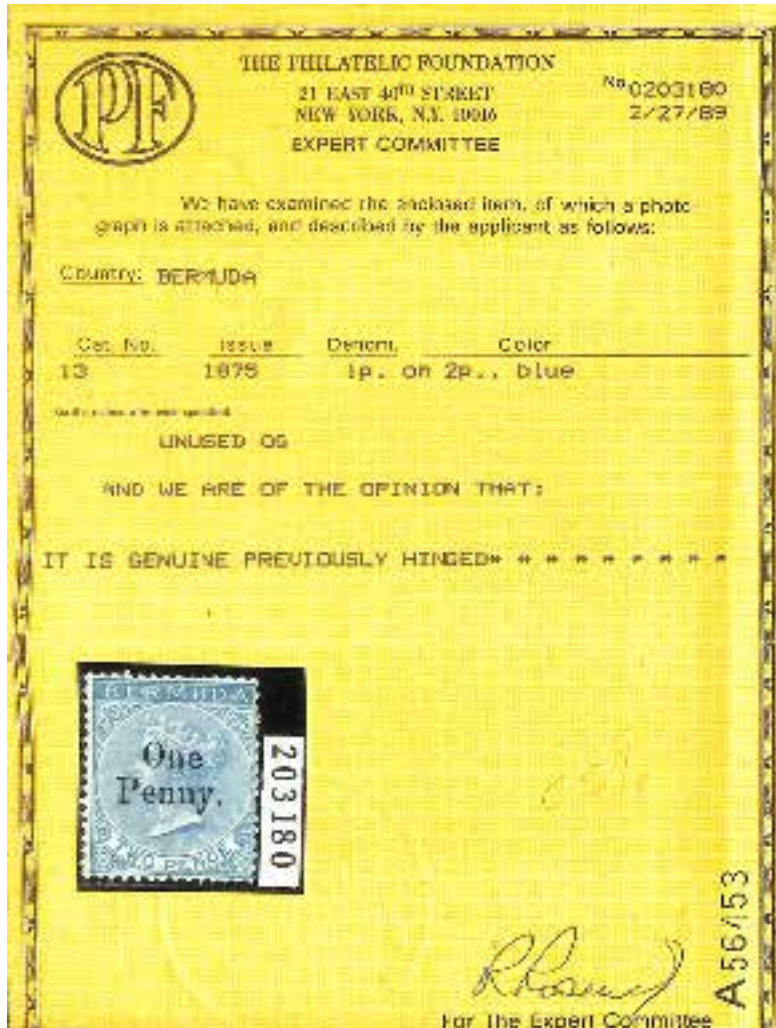 PF
THE PHILATELIC FOUNDATION
21 EAST 40TH STREET
NEW YORK, N.Y. 10016
EXPERT COMMITTEE
No 0203180
2/27/89
We have examined the enclosed item, of which a photo
graph is attached, and described by the applicant as follows:
Country: BERMUDA
Cat. No. Issue Denom. Color
13 1875 1p. on 2p., blue
UNUSED OG
AND WE ARE OF THE OPINION THAT:
IT IS GENUINE PREVIOUSLY HINGED* * * * * * * * *
BERMUDA
One
Penny.
TWO PENCE
203180
For The Expert Committee